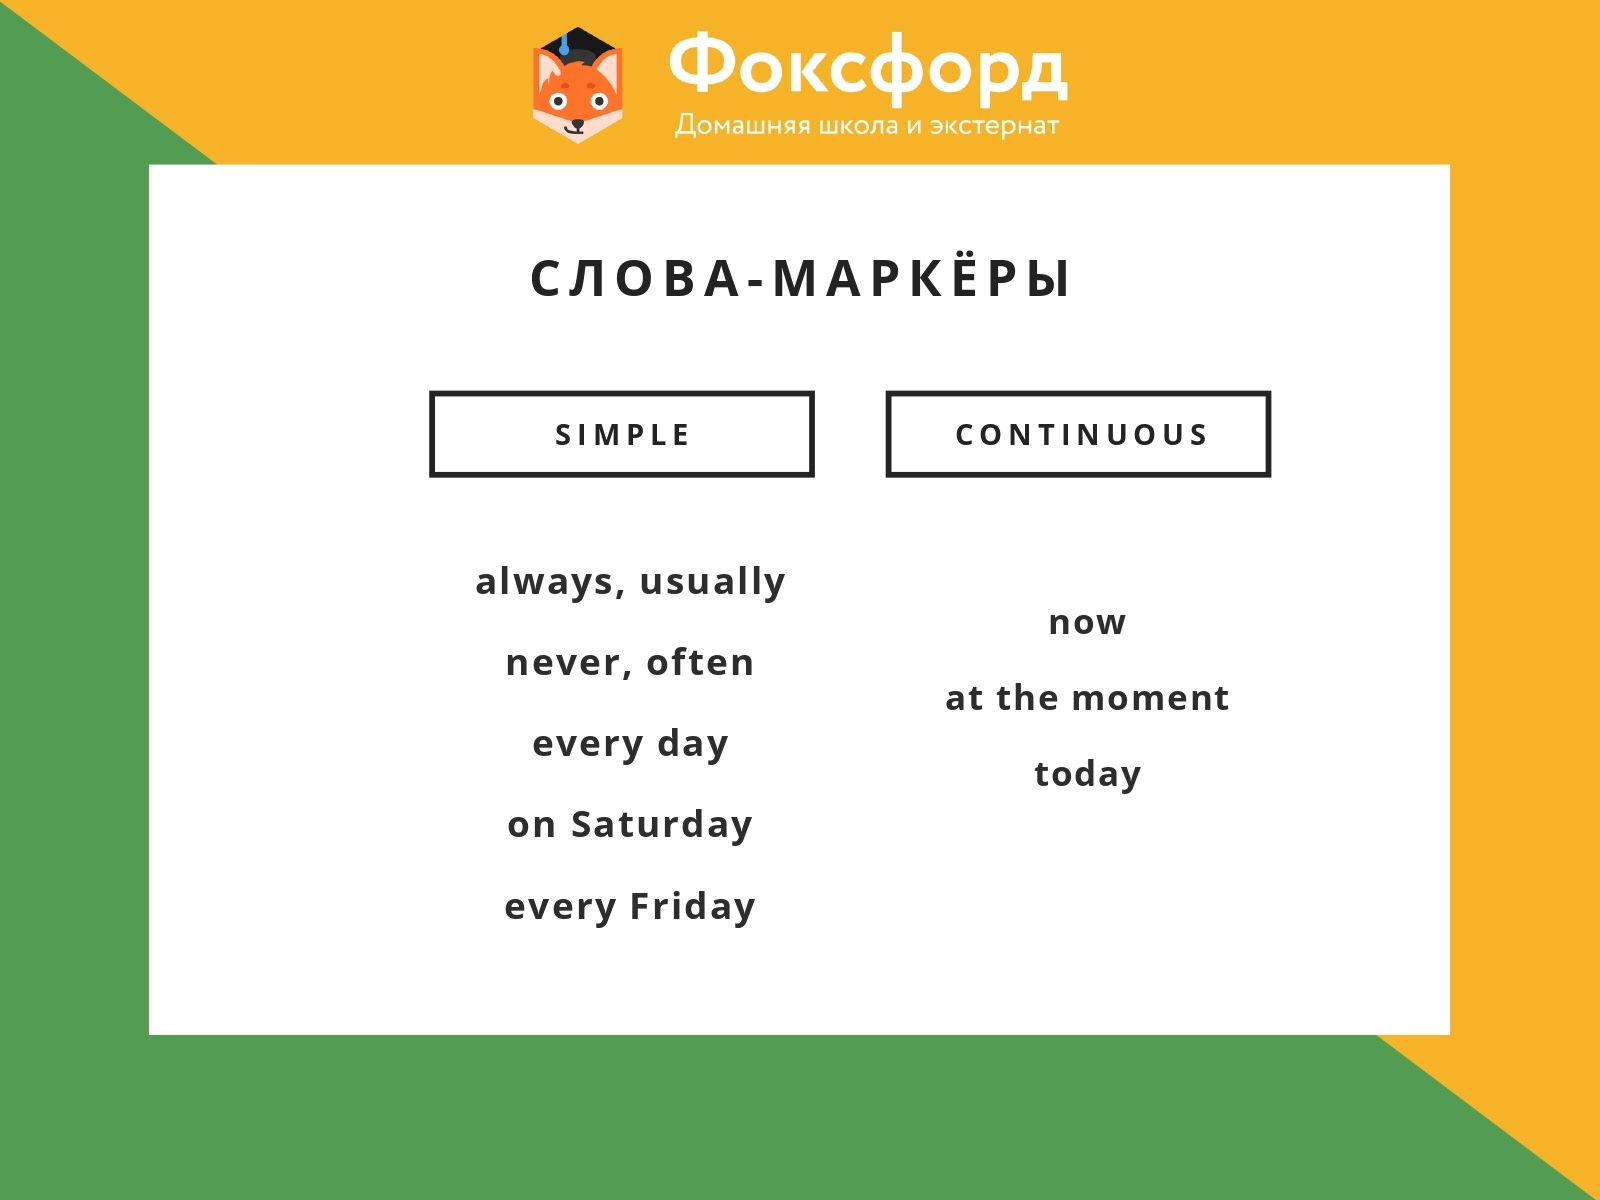 Фоксфорд
Домашняя школа и экстернат
СЛОВА-МАРКЁРЫ
SIMPLE
always, usually
never, often
every day
on Saturday
every Friday
CONTINUOUS
now
at the moment
today